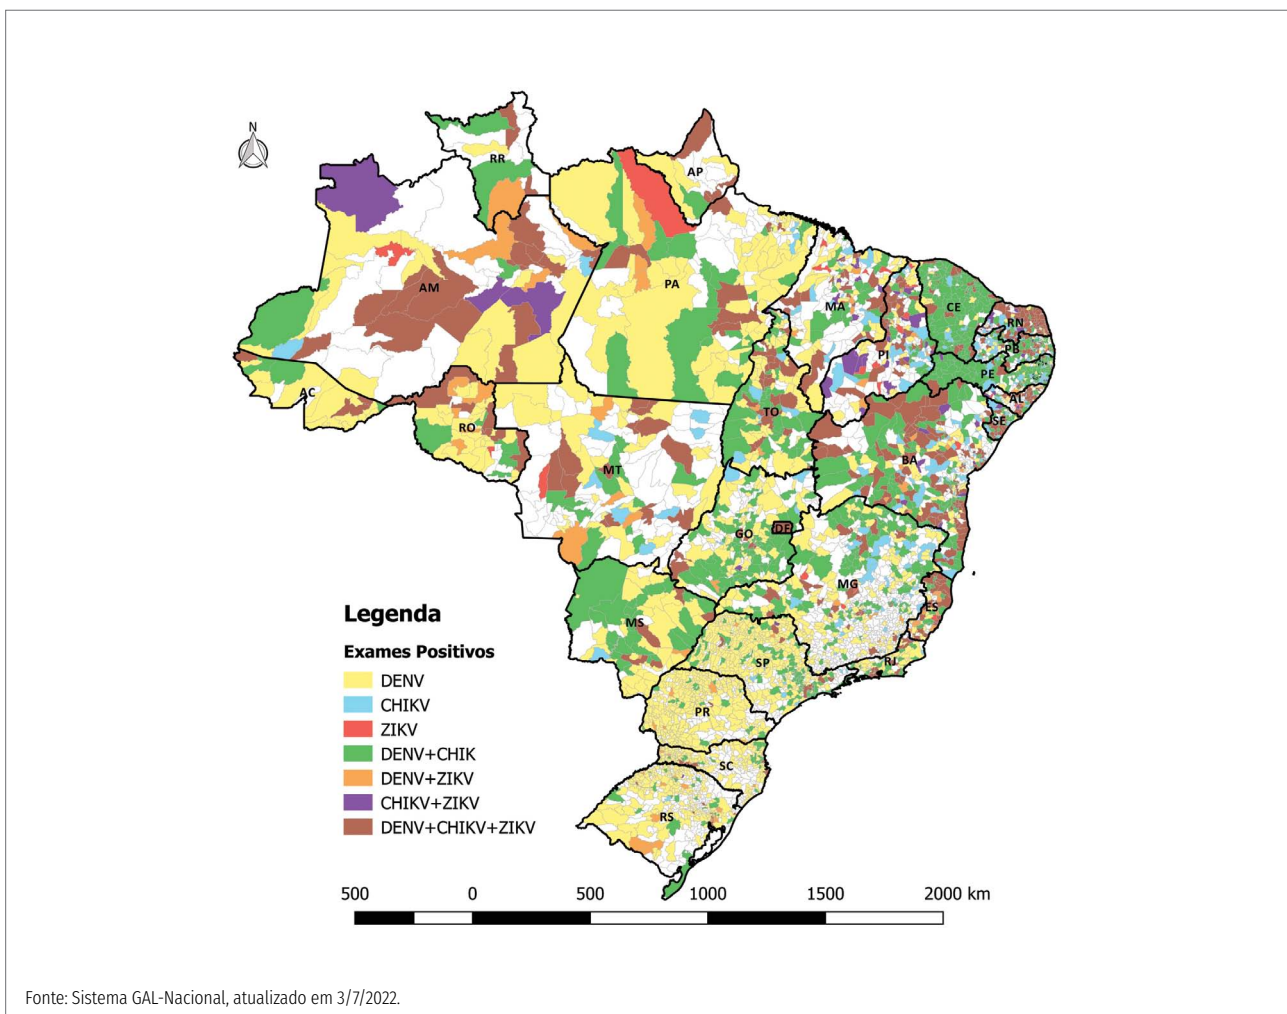 N
RR
AP
AM
PA
MA
CE
RN
PB
PI
PE
AC
AL
TO
SE
RO
BA
MT
DF
GO
MG
ES
MS
SP
RJ
PR
SC
RS
Legenda
Exames Positivos
DENV
CHIKV
ZIKV
DENV+CHIK
DENV+ZIKV
CHIKV+ZIKV
DENV+CHIKV+ZIKV
500 0 500 1000 1500 2000 km
Fonte: Sistema GAL-Nacional, atualizado em 3/7/2022.